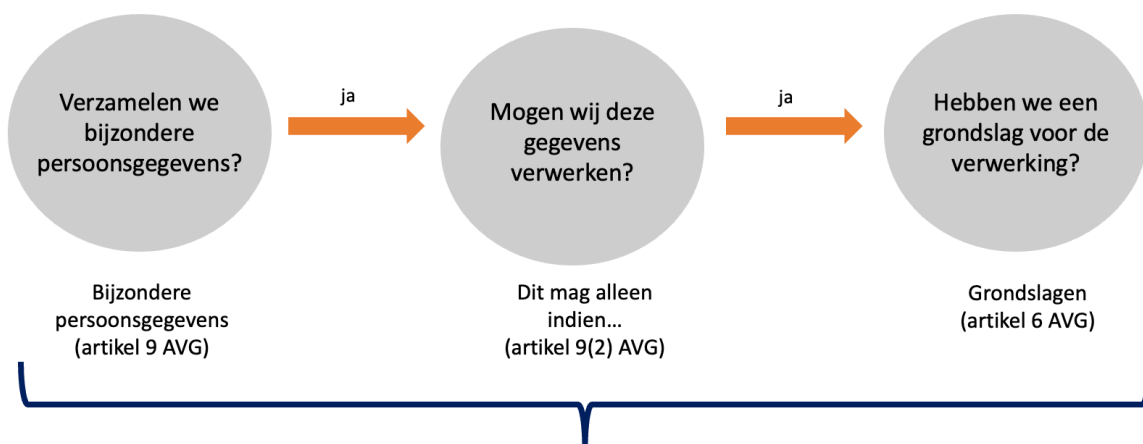 Verzamelen we
bijzondere
persoonsgegevens?
ja
Mogen wij deze
gegevens
verwerken?
ja
Hebben we een
grondslag voor de
verwerking?
Bijzondere
persoonsgegevens
(artikel 9 AVG)
Dit mag alleen
indien...
(artikel 9(2) AVG)
Grondslagen
(artikel 6 AVG)